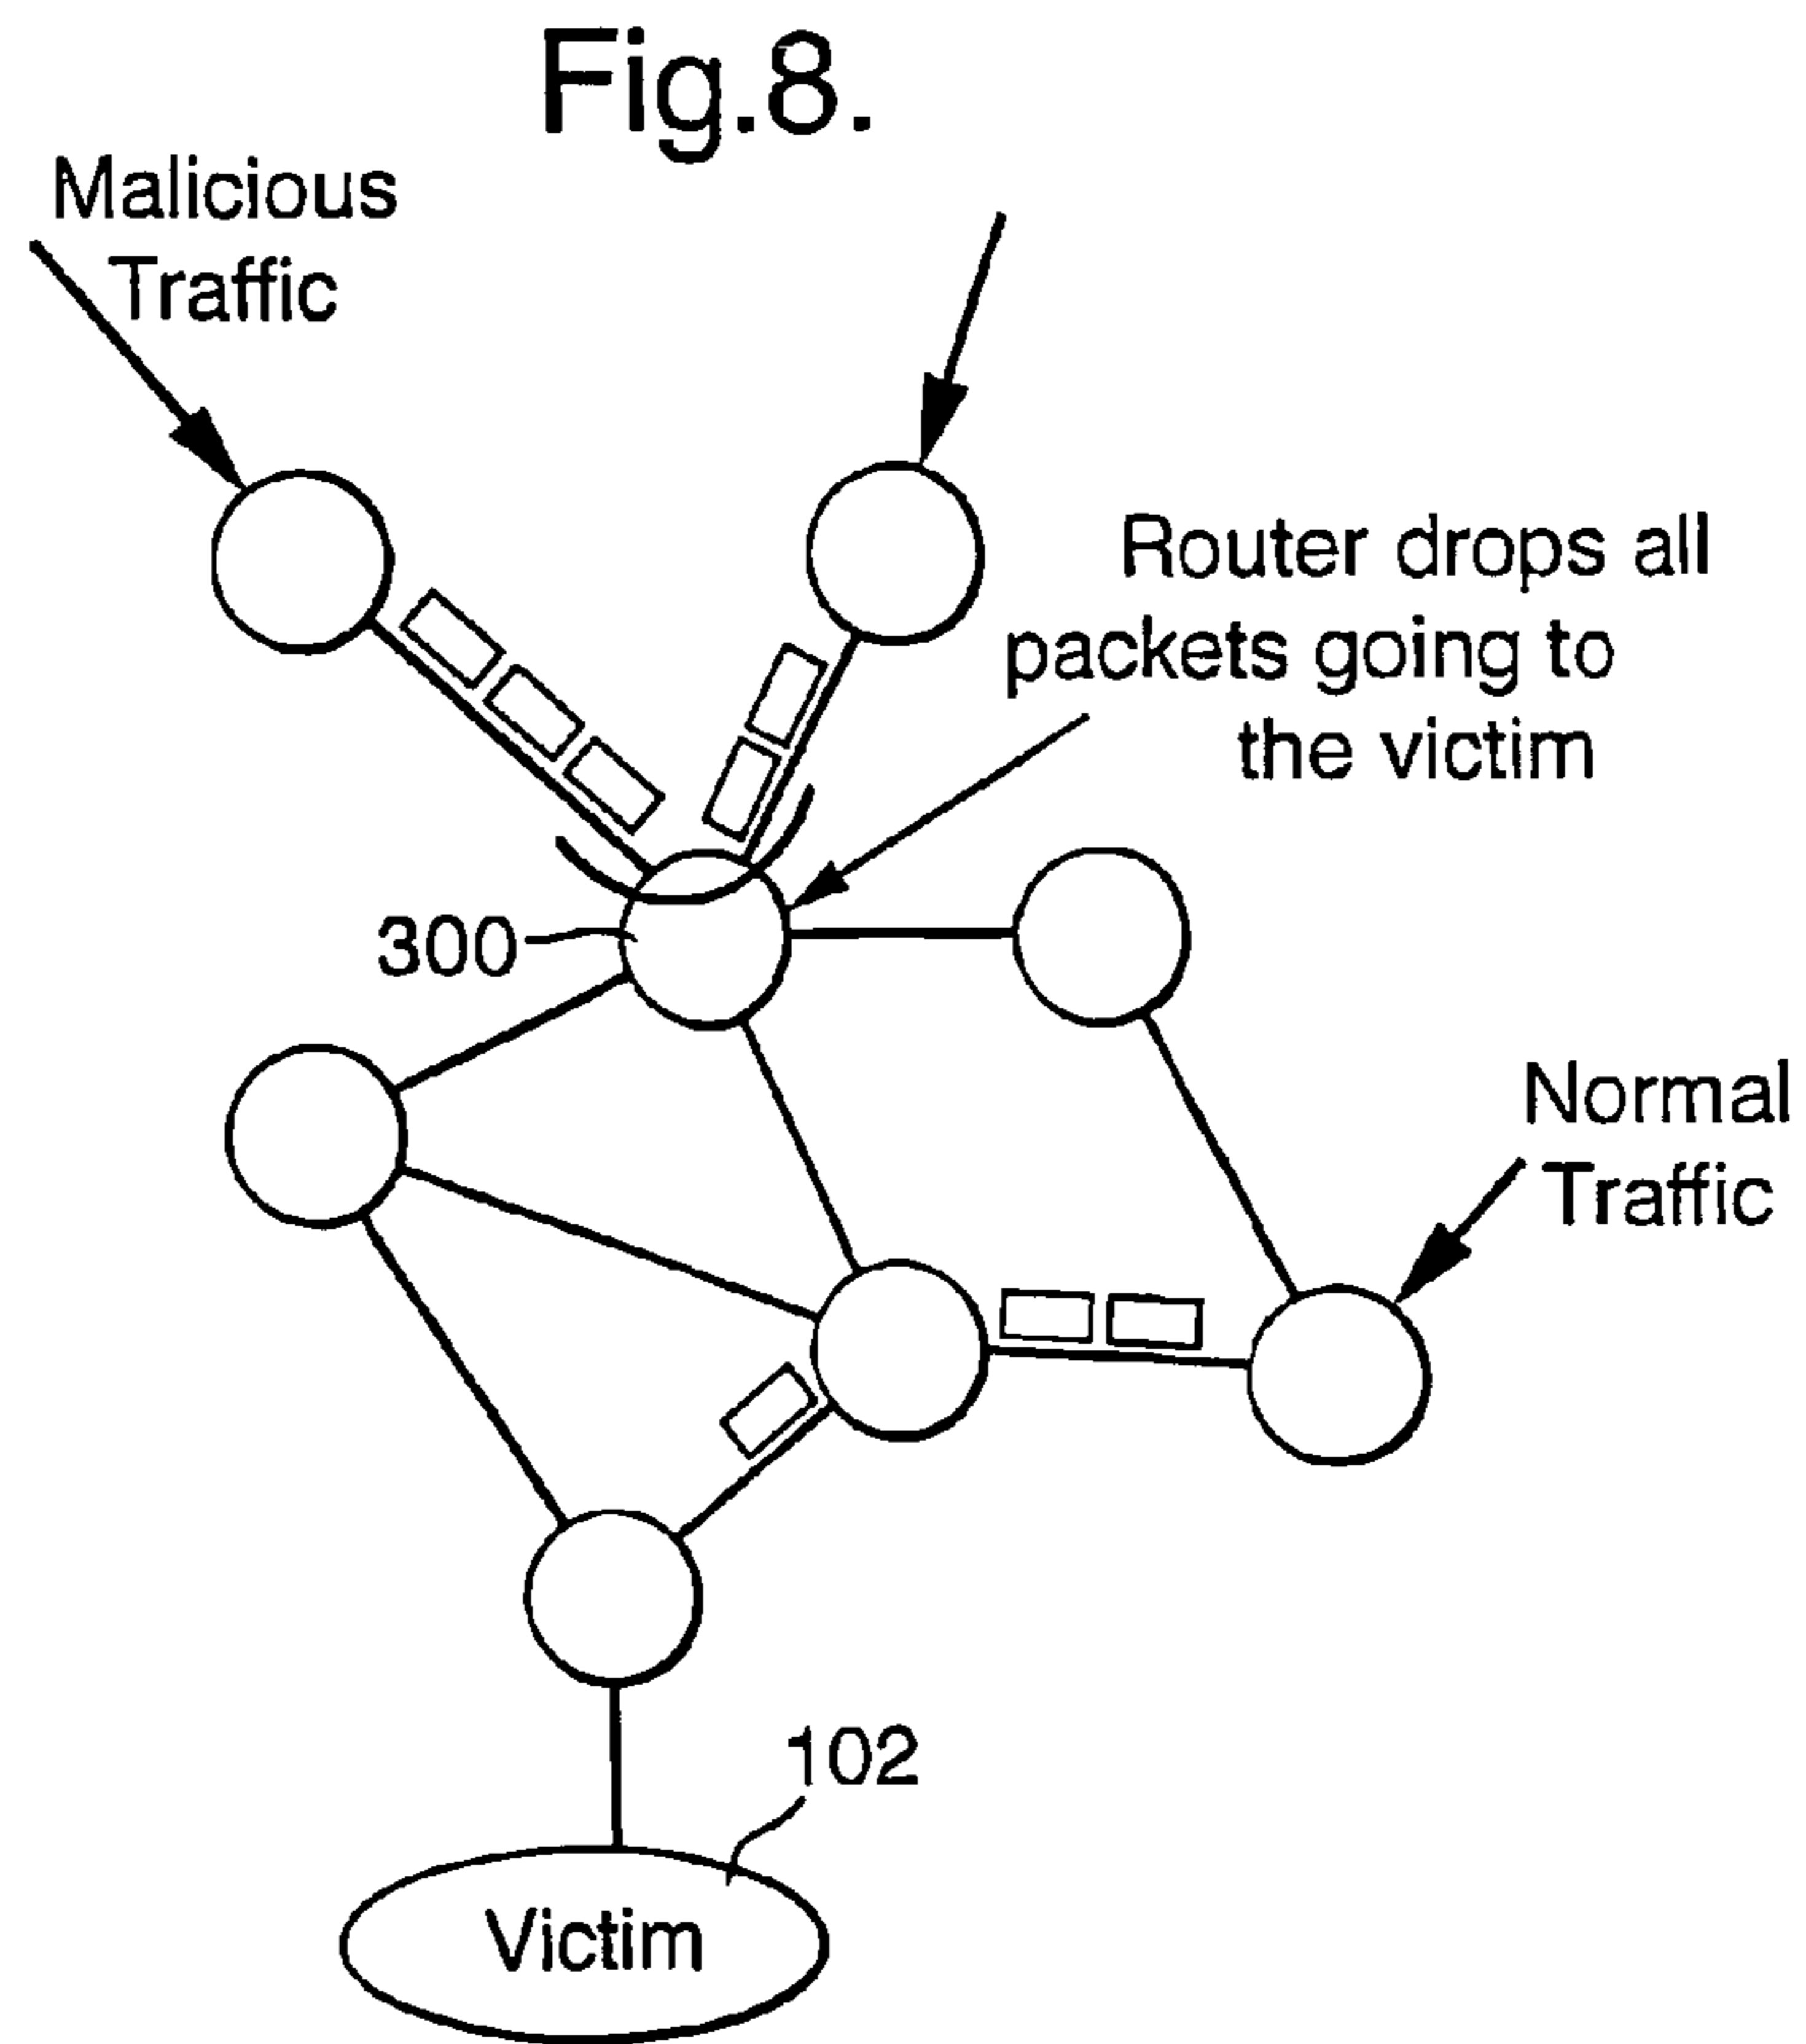 Fig.8.
Malicious
Traffic
Router drops all
packets going to
the victim
300
Normal
Traffic
102
Victim